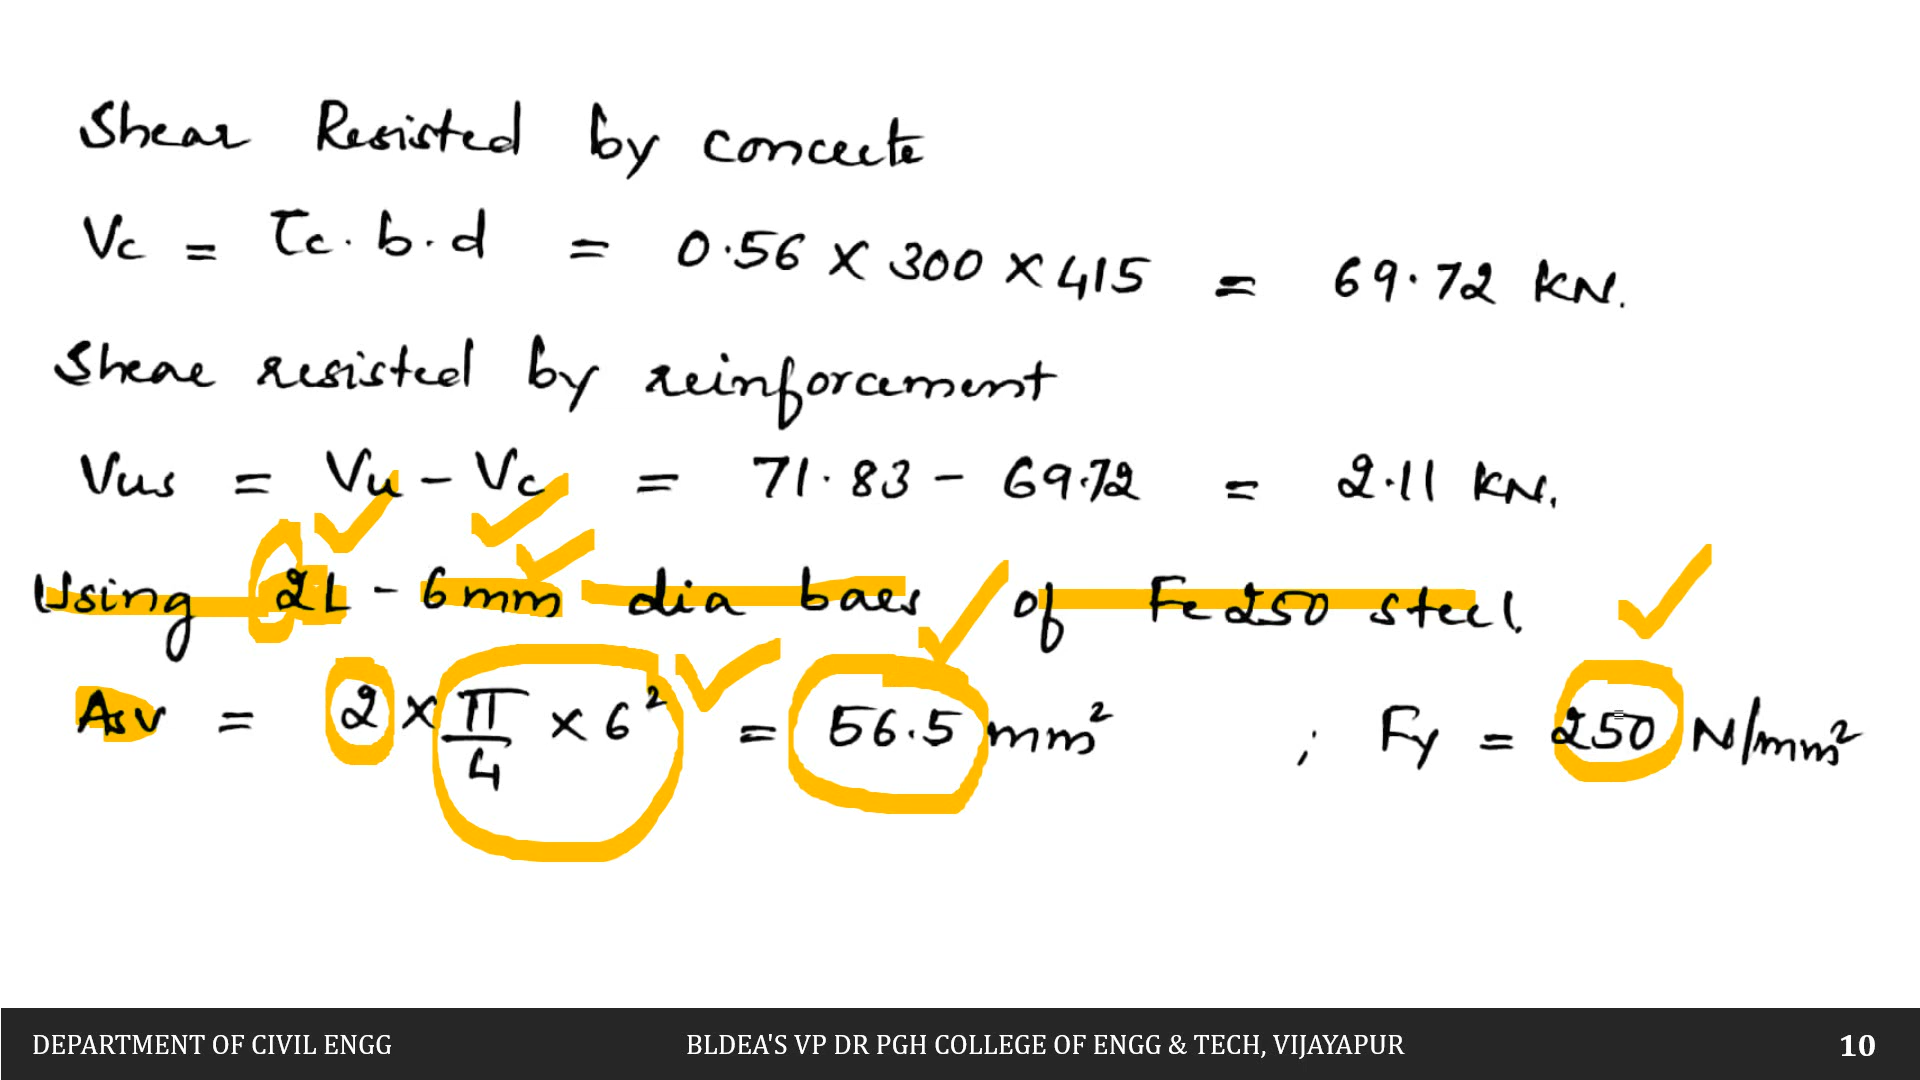 Shear Resisted by concrete
Vc = τc. b. d = 0.56 × 300 × 415 = 69.72 KN.
Shear resisted by reinforcement
Vus = Vu - Vc = 71.83 - 69.72 = 2.11 KN.
Using 2L - 6mm dia bars of Fe 250 steel.
Asv = 2 × π/4 × 6² = 56.5 mm² ; Fy = 250 N/mm²
DEPARTMENT OF CIVIL ENGG BLDEA'S VP DR PGH COLLEGE OF ENGG & TECH, VIJAYAPUR 10